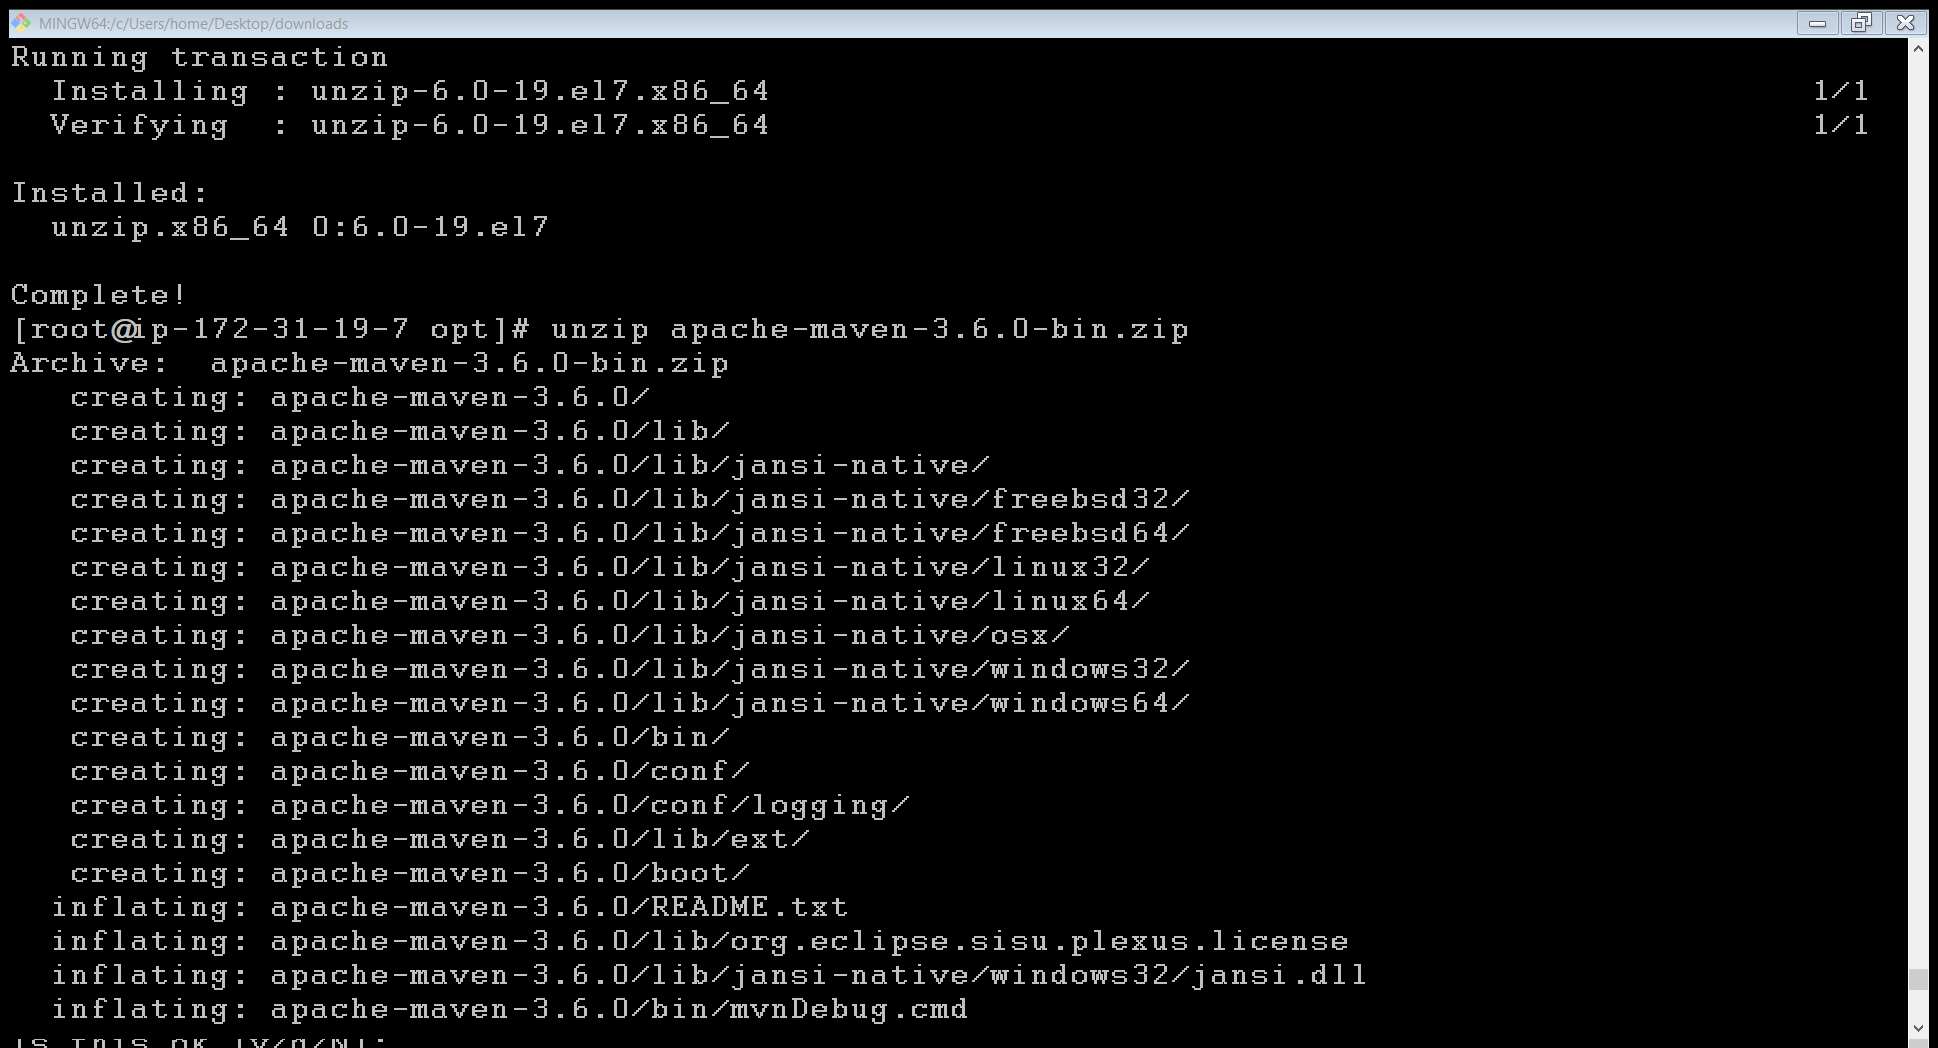 MINGW64:/c/Users/home/Desktop/downloads
Running transaction
  Installing : unzip-6.0-19.el7.x86_64 1/1
  Verifying  : unzip-6.0-19.el7.x86_64 1/1
Installed:
  unzip.x86_64 0:6.0-19.el7
Complete!
[root@ip-172-31-19-7 opt]# unzip apache-maven-3.6.0-bin.zip
Archive:  apache-maven-3.6.0-bin.zip
   creating: apache-maven-3.6.0/
   creating: apache-maven-3.6.0/lib/
   creating: apache-maven-3.6.0/lib/jansi-native/
   creating: apache-maven-3.6.0/lib/jansi-native/freebsd32/
   creating: apache-maven-3.6.0/lib/jansi-native/freebsd64/
   creating: apache-maven-3.6.0/lib/jansi-native/linux32/
   creating: apache-maven-3.6.0/lib/jansi-native/linux64/
   creating: apache-maven-3.6.0/lib/jansi-native/osx/
   creating: apache-maven-3.6.0/lib/jansi-native/windows32/
   creating: apache-maven-3.6.0/lib/jansi-native/windows64/
   creating: apache-maven-3.6.0/bin/
   creating: apache-maven-3.6.0/conf/
   creating: apache-maven-3.6.0/conf/logging/
   creating: apache-maven-3.6.0/lib/ext/
   creating: apache-maven-3.6.0/boot/
  inflating: apache-maven-3.6.0/README.txt
  inflating: apache-maven-3.6.0/lib/org.eclipse.sisu.plexus.license
  inflating: apache-maven-3.6.0/lib/jansi-native/windows32/jansi.dll
  inflating: apache-maven-3.6.0/bin/mvnDebug.cmd
Is this ok [y/d/N]: